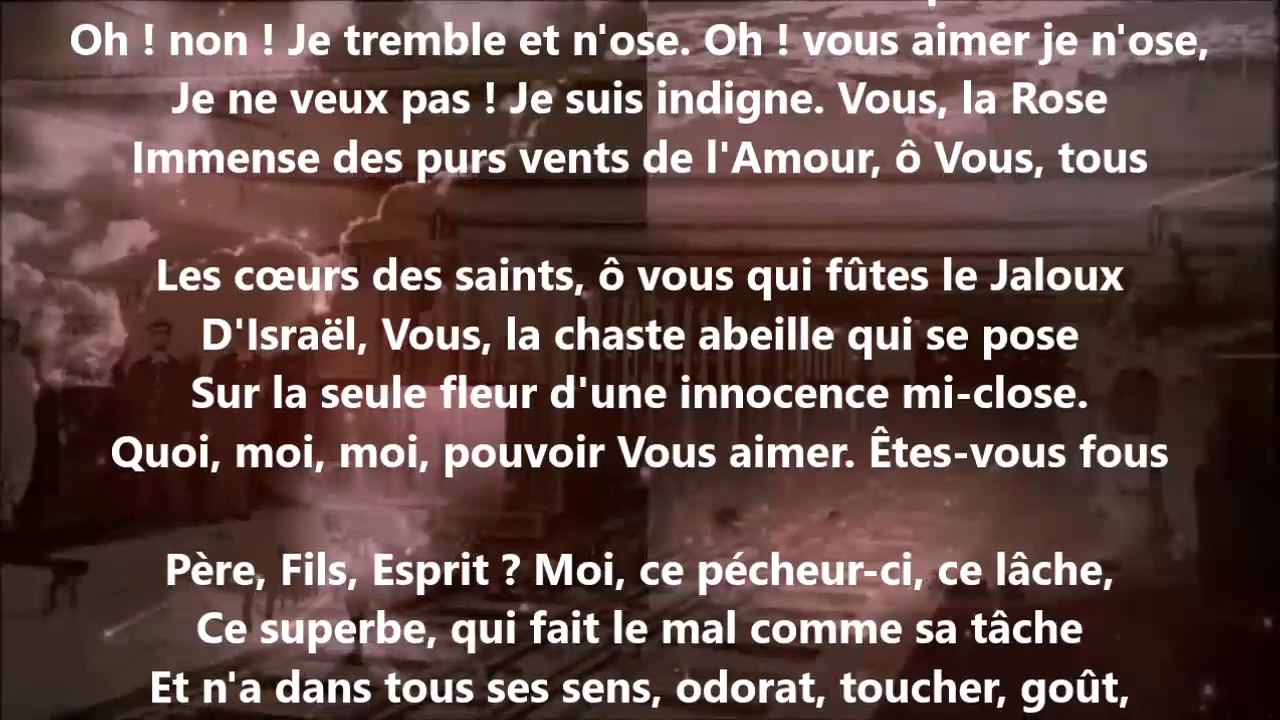 Oh ! non ! Je tremble et n'ose. Oh ! vous aimer je n'ose,
Je ne veux pas ! Je suis indigne. Vous, la Rose
Immense des purs vents de l'Amour, ô Vous, tous
Les cœurs des saints, ô vous qui fûtes le Jaloux
D'Israël, Vous, la chaste abeille qui se pose
Sur la seule fleur d'une innocence mi-close.
Quoi, moi, moi, pouvoir Vous aimer. Êtes-vous fous
Père, Fils, Esprit ? Moi, ce pécheur-ci, ce lâche,
Ce superbe, qui fait le mal comme sa tâche
Et n'a dans tous ses sens, odorat, toucher, goût,